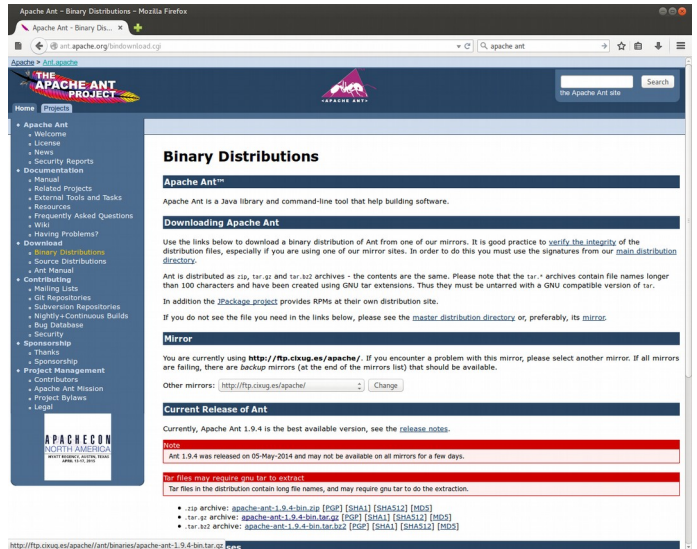 Apache Ant – Binary Distributions – Mozilla Firefox
Apache Ant - Binary Dis...
ant.apache.org/bindownload.cgi
apache ant
Apache > Ant.apache
THE
APACHE ANT
PROJECT
<APACHE ANT>
Search
the Apache Ant site
Home
Projects
Apache Ant
Welcome
License
News
Security Reports
Documentation
Manual
Related Projects
External Tools and Tasks
Resources
Frequently Asked Questions
Wiki
Having Problems?
Download
Binary Distributions
Source Distributions
Ant Manual
Contributing
Mailing Lists
Git Repositories
Subversion Repositories
Nightly+Continuous Builds
Bug Database
Security
Sponsorship
Thanks
Sponsorship
Project Management
Contributors
Apache Ant Mission
Project Bylaws
Legal
APACHECON
NORTH AMERICA
HYATT REGENCY, AUSTIN, TEXAS
APRIL 13-17, 2015
Binary Distributions
Apache Ant™
Apache Ant is a Java library and command-line tool that help building software.
Downloading Apache Ant
Use the links below to download a binary distribution of Ant from one of our mirrors. It is good practice to verify the integrity of the
distribution files, especially if you are using one of our mirror sites. In order to do this you must use the signatures from our main distribution
directory.
Ant is distributed as zip, tar.gz and tar.bz2 archives - the contents are the same. Please note that the tar.* archives contain file names longer
than 100 characters and have been created using GNU tar extensions. Thus they must be untarred with a GNU compatible version of tar.
In addition the JPackage project provides RPMs at their own distribution site.
If you do not see the file you need in the links below, please see the master distribution directory or, preferably, its mirror.
Mirror
You are currently using http://ftp.cixug.es/apache/. If you encounter a problem with this mirror, please select another mirror. If all mirrors
are failing, there are backup mirrors (at the end of the mirrors list) that should be available.
Other mirrors: http://ftp.cixug.es/apache/ Change
Current Release of Ant
Currently, Apache Ant 1.9.4 is the best available version, see the release notes.
Note
Ant 1.9.4 was released on 05-May-2014 and may not be available on all mirrors for a few days.
Tar files may require gnu tar to extract
Tar files in the distribution contain long file names, and may require gnu tar to do the extraction.
.zip archive: apache-ant-1.9.4-bin.zip [PGP] [SHA1] [SHA512] [MD5]
.tar.gz archive: apache-ant-1.9.4-bin.tar.gz [PGP] [SHA1] [SHA512] [MD5]
.tar.bz2 archive: apache-ant-1.9.4-bin.tar.bz2 [PGP] [SHA1] [SHA512] [MD5]
http://ftp.cixug.es/apache//ant/binaries/apache-ant-1.9.4-bin.tar.gz